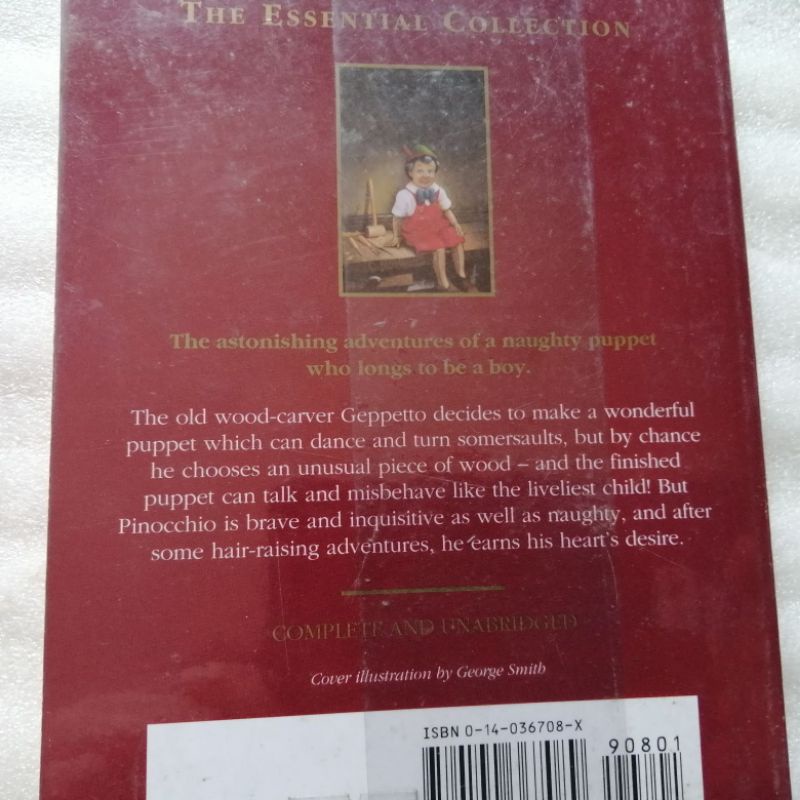 THE ESSENTIAL COLLECTION
The astonishing adventures of a naughty puppet
who longs to be a boy.
The old wood-carver Geppetto decides to make a wonderful
puppet which can dance and turn somersaults, but by chance
he chooses an unusual piece of wood – and the finished
puppet can talk and misbehave like the liveliest child! But
Pinocchio is brave and inquisitive as well as naughty, and after
some hair-raising adventures, he earns his heart's desire.
COMPLETE AND UNABRIDGED
Cover illustration by George Smith
ISBN 0-14-036708-X
90801